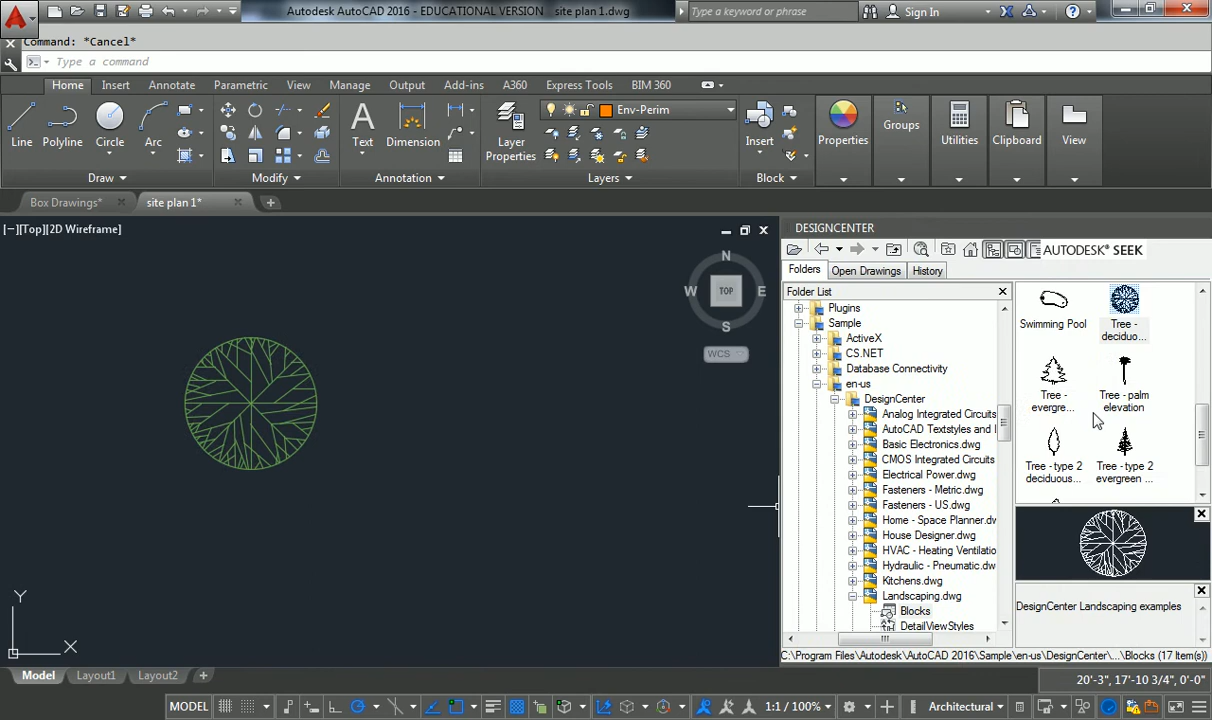 Autodesk AutoCAD 2016 - EDUCATIONAL VERSION site plan 1.dwg
Type a keyword or phrase
Sign In
Command: *Cancel*
Type a command
Home Insert Annotate Parametric View Manage Output Add-ins A360 Express Tools BIM 360
Env-Perim
Line Polyline Circle Arc
Text Dimension
Layer Properties
Insert
Properties Groups Utilities Clipboard View
Draw Modify Annotation Layers Block
Box Drawings* site plan 1*
[−][Top][2D Wireframe]
N
W TOP E
S
WCS
Y
X
DESIGNCENTER
AUTODESK® SEEK
Folders Open Drawings History
Folder List
Plugins
Sample
ActiveX
CS.NET
Database Connectivity
en-us
DesignCenter
Analog Integrated Circuits
AutoCAD Textstyles and l
Basic Electronics.dwg
CMOS Integrated Circuits
Electrical Power.dwg
Fasteners - Metric.dwg
Fasteners - US.dwg
Home - Space Planner.dw
House Designer.dwg
HVAC - Heating Ventilatio
Hydraulic - Pneumatic.dw
Kitchens.dwg
Landscaping.dwg
Blocks
DetailViewStyles
Swimming Pool
Tree - deciduo...
Tree - evergre...
Tree - palm elevation
Tree - type 2 deciduous...
Tree - type 2 evergreen ...
DesignCenter Landscaping examples
C:\Program Files\Autodesk\AutoCAD 2016\Sample\en-us\DesignCenter\...\Blocks (17 Item(s))
Model Layout1 Layout2
20'-3", 17'-10 3/4", 0'-0"
MODEL
1:1 / 100%
Architectural